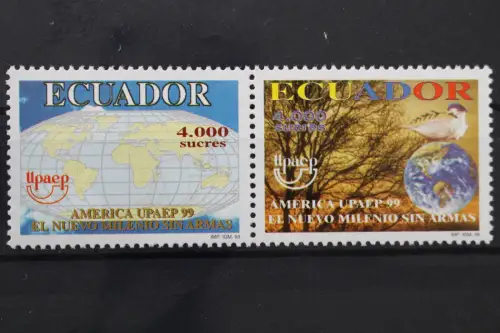 ECUADOR
4.000
sucres
Upaep
AMERICA UPAEP 99
EL NUEVO MILENIO SIN ARMAS
ECUADOR
4.000
sucres
Upaep
AMERICA UPAEP 99
EL NUEVO MILENIO SIN ARMAS